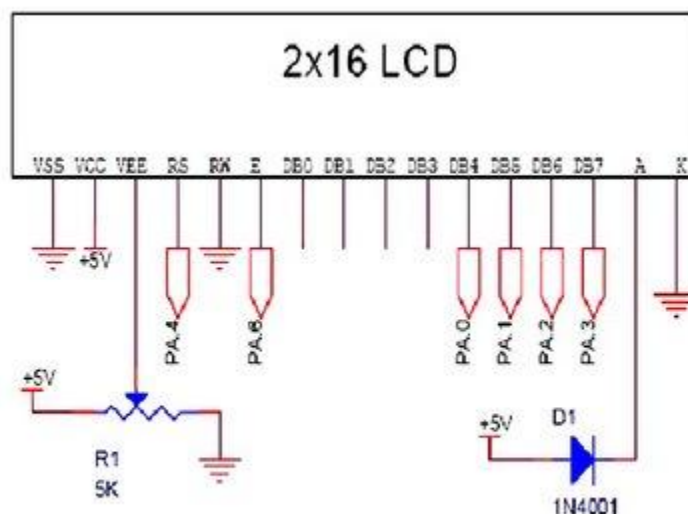 2x16 LCD
VSS VCC VEE RS RW E DB0 DB1 DB2 DB3 DB4 DB5 DB6 DB7 A K
+5V
PA.4 PA.6 PA.0 PA.1 PA.2 PA.3
+5V
R1
5K
+5V
D1
1N4001